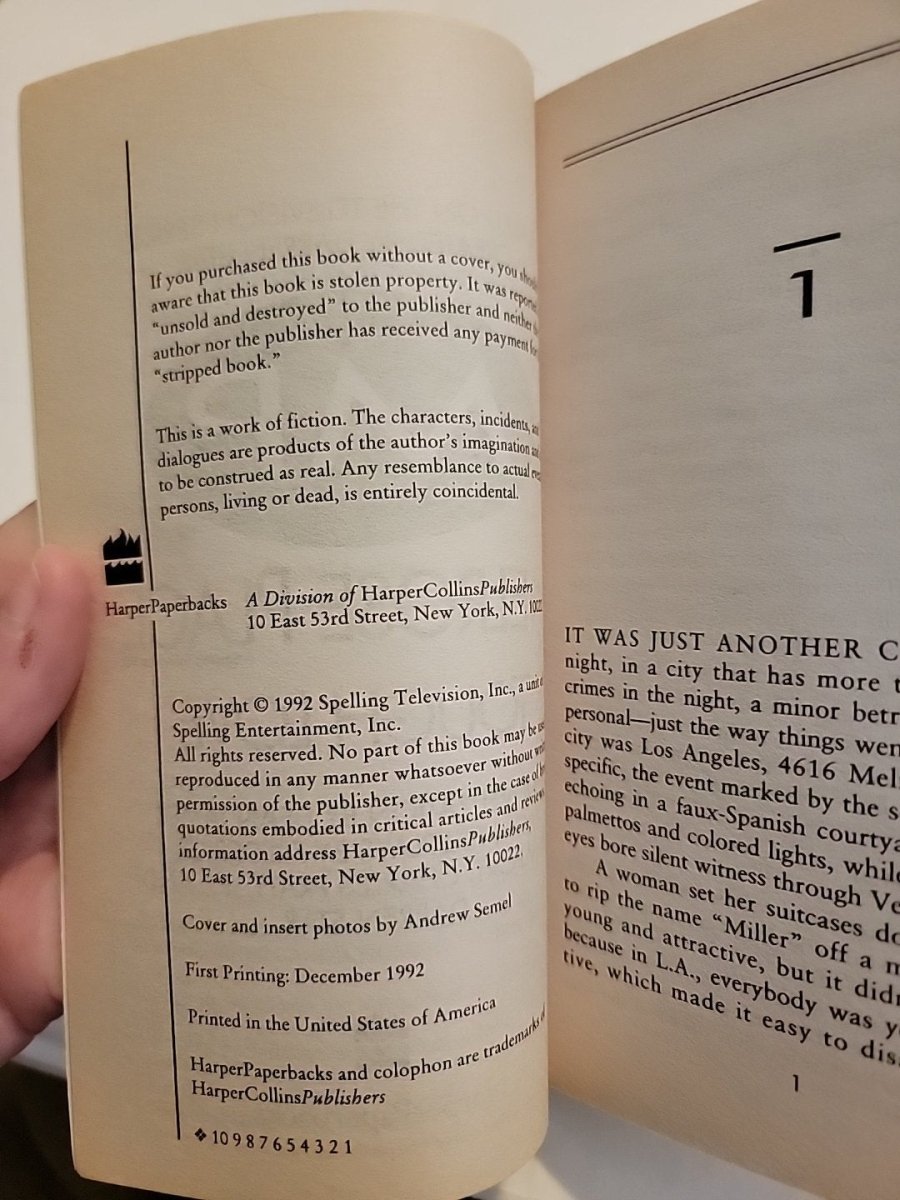 If you purchased this book without a cover, you
aware that this book is stolen property. It was
"unsold and destroyed" to the publisher and neither
author nor the publisher has received any payment
"stripped book."
This is a work of fiction. The characters, incidents,
dialogues are products of the author's imagination
to be construed as real. Any resemblance to actual
persons, living or dead, is entirely coincidental.
HarperPaperbacks
A Division of HarperCollinsPublishers
10 East 53rd Street, New York, N.Y. 10022
Copyright © 1992 Spelling Television, Inc., a unit
Spelling Entertainment, Inc.
All rights reserved. No part of this book may be
reproduced in any manner whatsoever without
permission of the publisher, except in the case of
quotations embodied in critical articles and
information address HarperCollinsPublishers,
10 East 53rd Street, New York, N.Y. 10022.
Cover and insert photos by Andrew Semel
First Printing: December 1992
Printed in the United States of America
HarperPaperbacks and colophon are trademarks
HarperCollinsPublishers
❖ 10 9 8 7 6 5 4 3 2 1
1
IT WAS JUST ANOTHER
night, in a city that has more
crimes in the night, a minor
personal—just the way things
city was Los Angeles, 4616
specific, the event marked by the
echoing in a faux-Spanish
palmettos and colored lights,
eyes bore silent witness through
A woman set her suitcases
to rip the name "Miller" off a
young and attractive, but it
because in L.A., everybody was
tive, which made it easy to
1